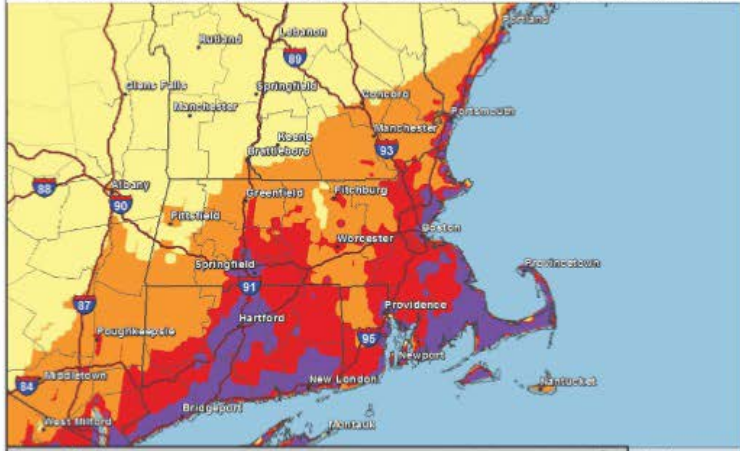 Portland
Rutland
Lebanon
89
Glens Falls
Springfield
Concord
Manchester
Portsmouth
Manchester
Keene
93
Brattleboro
88
Albany
Greenfield
Fitchburg
90
Pittsfield
Boston
Worcester
Springfield
Provincetown
91
87
Providence
Hartford
Poughkeepsie
95
Newport
84
Middletown
New London
Nantucket
Bridgeport
West Milford
Montauk